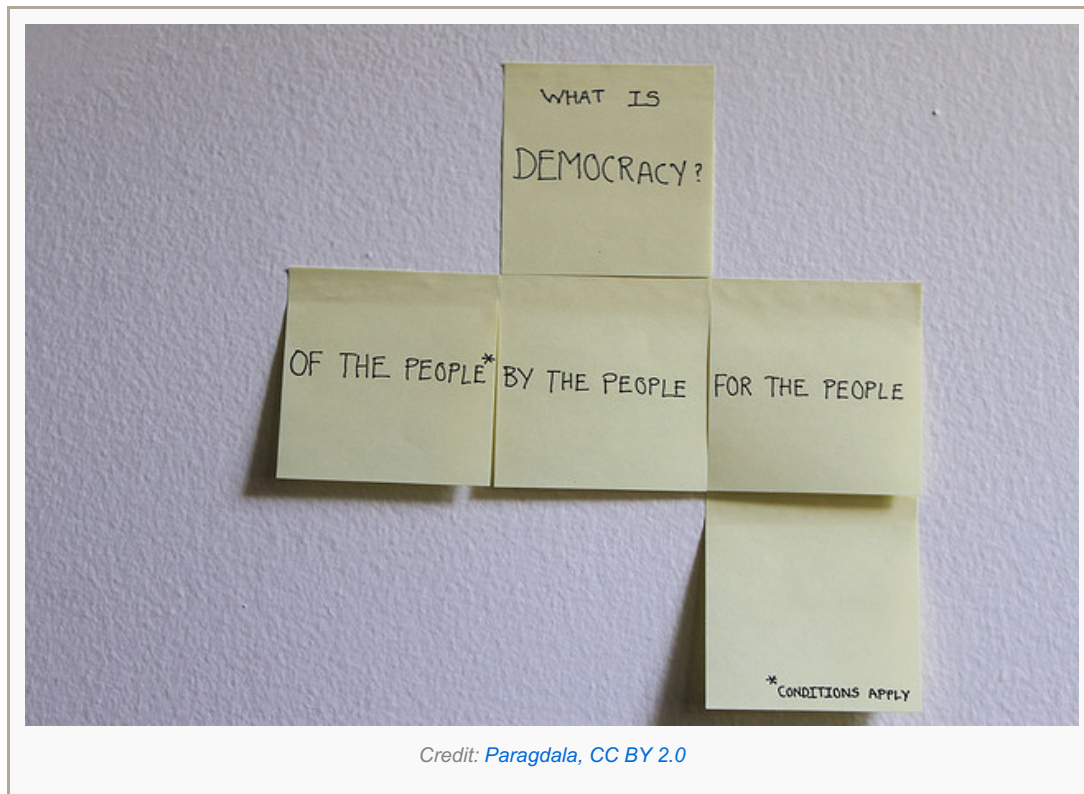 WHAT IS
DEMOCRACY?
OF THE PEOPLE*
BY THE PEOPLE
FOR THE PEOPLE
*CONDITIONS APPLY
Credit: Paragdala, CC BY 2.0